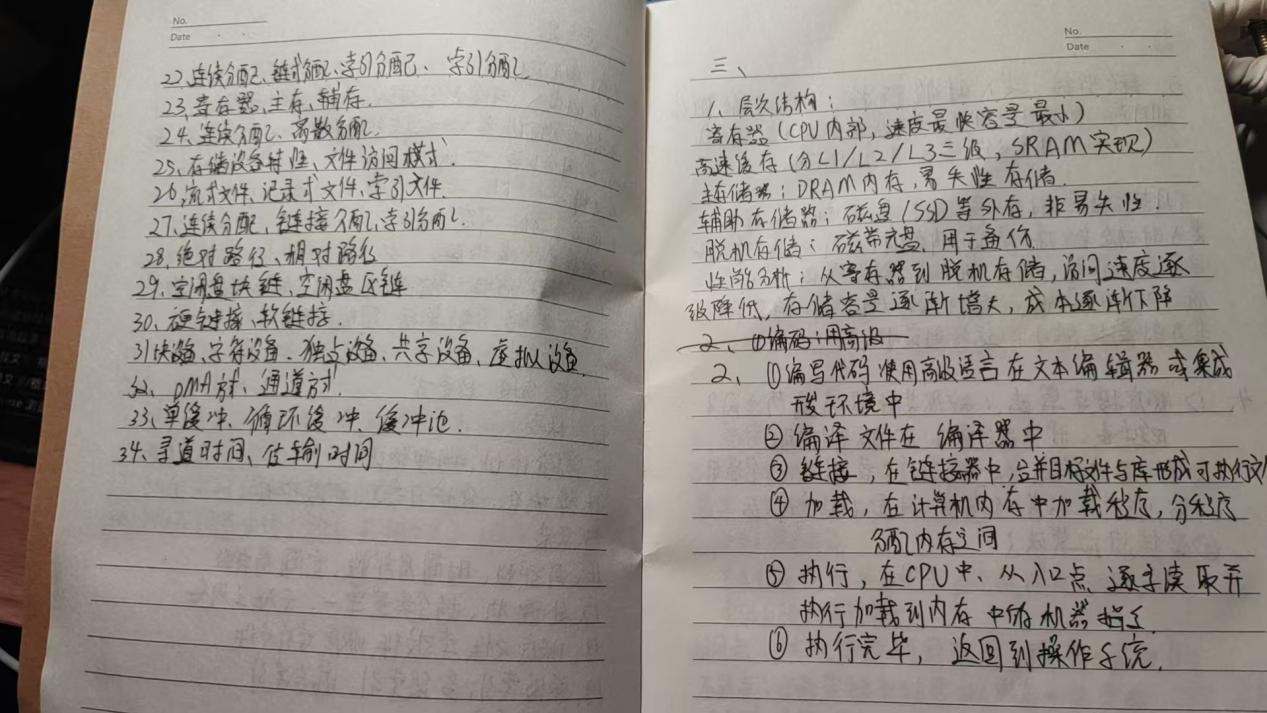 No.
Date
22、连续分配、链式分配、索引分配、索引分配
23、寄存器、主存、辅存.
24、连续分配、离散分配.
25、存储设备特性、文件访问模式.
26、流式文件、记录式文件、索引文件.
27、连续分配、链接分配、索引分配
28、绝对路径、相对路径
29、空闲盘块链、空闲盘区链
30、硬链接、软链接.
31、块设备、字符设备、独占设备、共享设备、虚拟设备.
32、DMA方式、通道方式.
33、单缓冲、循环缓冲、缓冲池.
34、寻道时间、传输时间
No.
Date
三、
1、层次结构:
寄存器(CPU内部,速度最快容量最小)
高速缓存(分L1/L2/L3三级,SRAM实现)
主存储器:DRAM内存,易失性存储.
辅助存储器:磁盘/SSD等外存,非易失性.
脱机存储:磁带光盘,用于备份
性能分析:从寄存器到脱机存储,访问速度逐
级降低,存储容量逐渐增大,成本逐渐下降
2、①编码:用高级
2、①编写代码 使用高级语言在文本编辑器或集成
开发环境中
②编译 文件在 编译器中
③链接,在链接器中,合并目标文件与库形成可执行文件
④加载,在计算机内存中加载程序,分程序
分配内存空间
⑤执行,在CPU中、从入口点 逐条读取并
执行加载到内存中的机器指令.
⑥执行完毕,返回到操作系统.